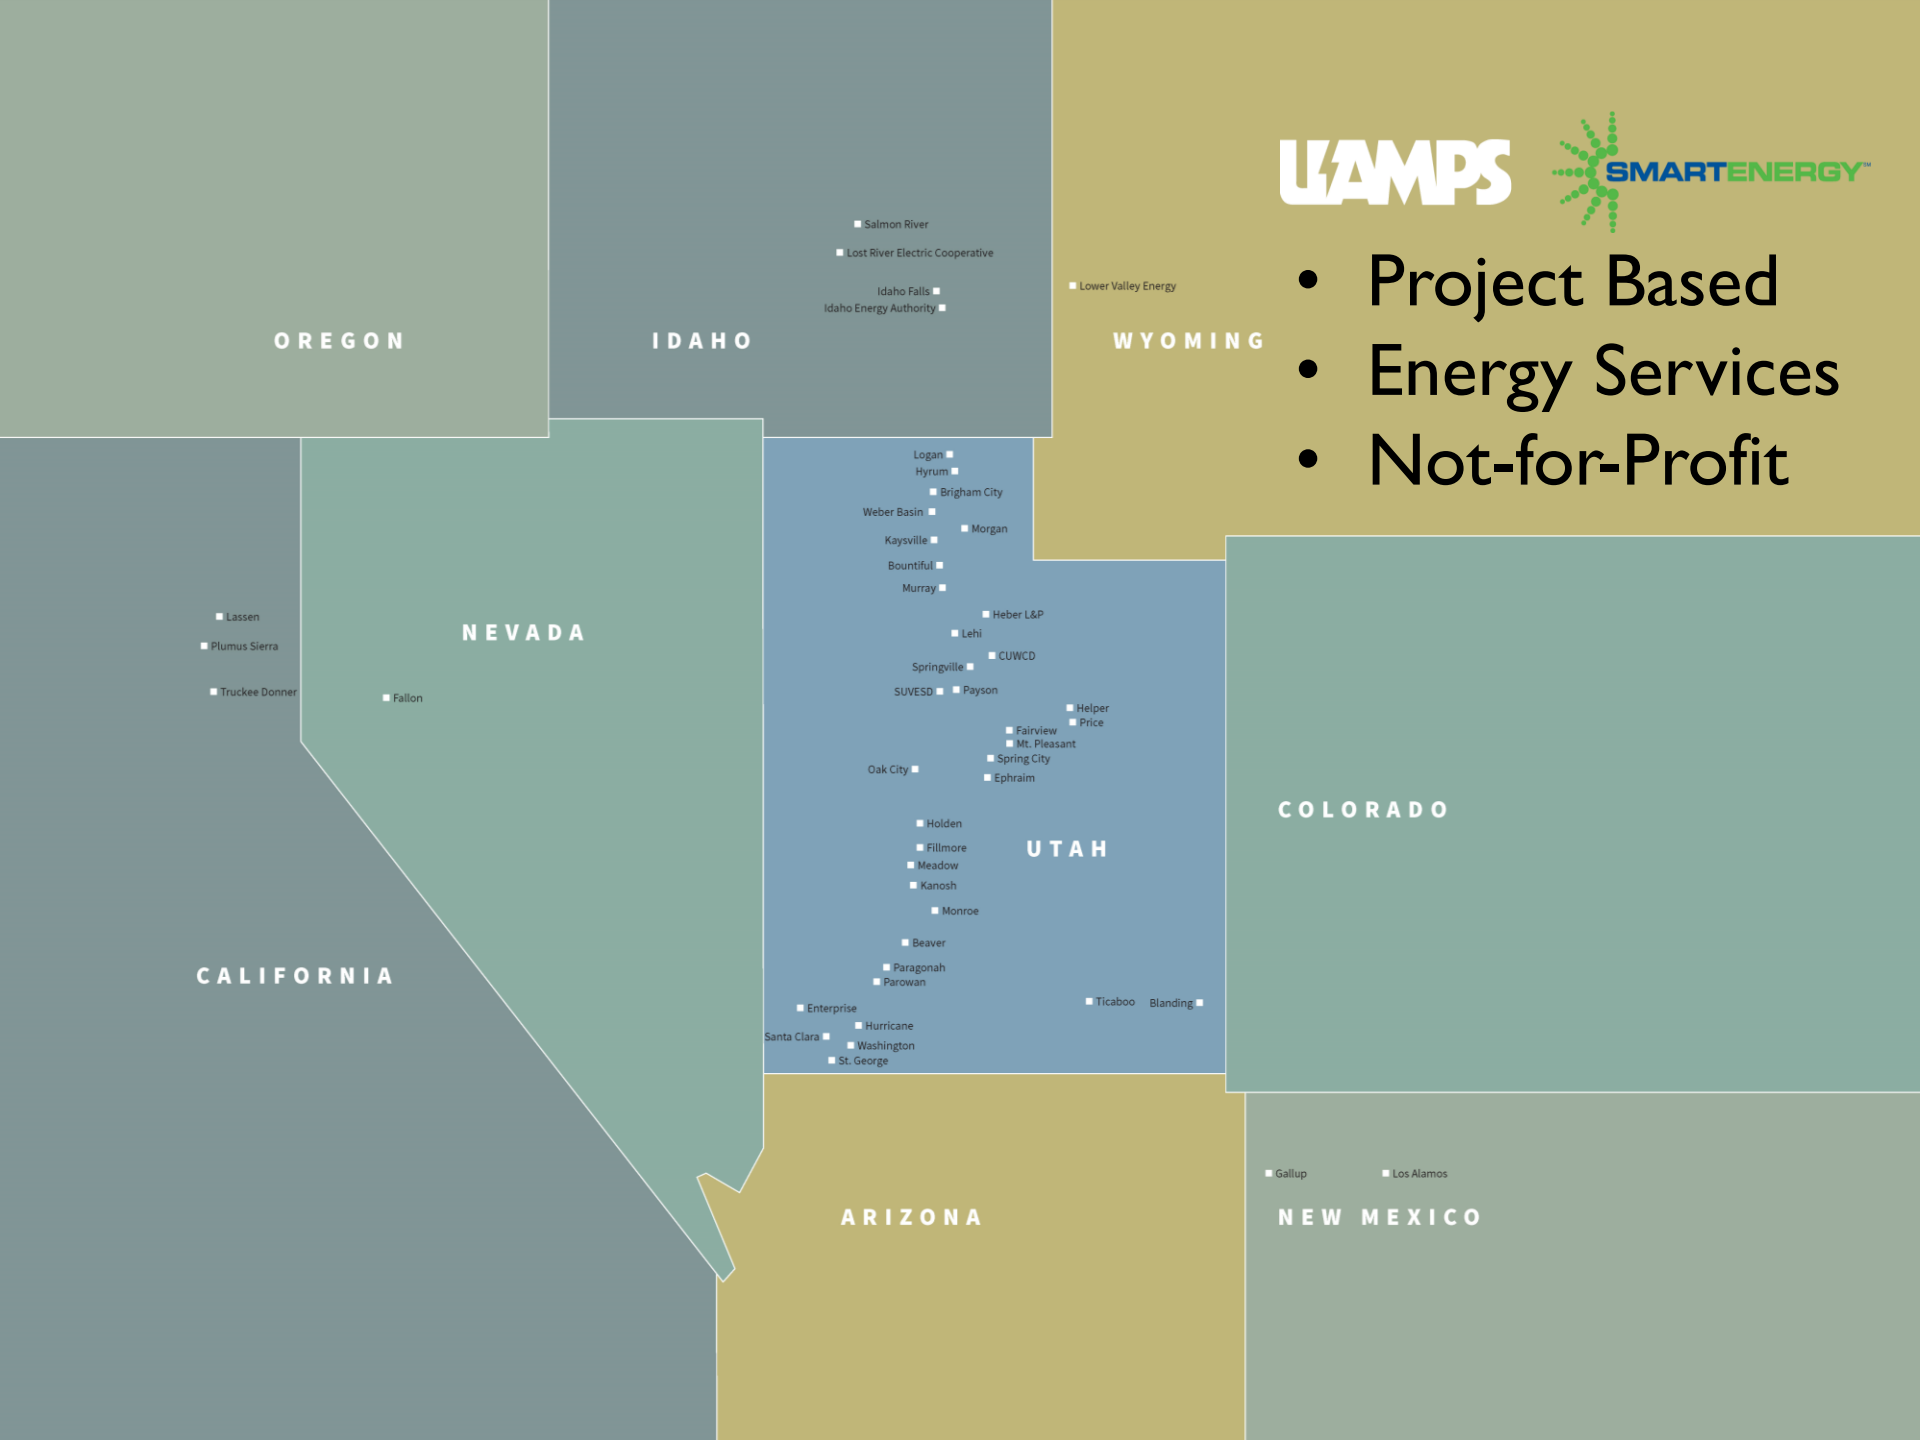 UAMPS
SMARTENERGY™
• Project Based
• Energy Services
• Not-for-Profit
OREGON
IDAHO
Salmon River
Lost River Electric Cooperative
Idaho Falls
Idaho Energy Authority
WYOMING
Lower Valley Energy
CALIFORNIA
Lassen
Plumus Sierra
Truckee Donner
NEVADA
Fallon
UTAH
Logan
Hyrum
Brigham City
Weber Basin
Morgan
Kaysville
Bountiful
Murray
Heber L&P
Lehi
CUWCD
Springville
SUVESD
Payson
Helper
Price
Fairview
Mt. Pleasant
Spring City
Oak City
Ephraim
Holden
Fillmore
Meadow
Kanosh
Monroe
Beaver
Paragonah
Parowan
Ticaboo
Blanding
Enterprise
Hurricane
Santa Clara
Washington
St. George
COLORADO
ARIZONA
Gallup
Los Alamos
NEW MEXICO